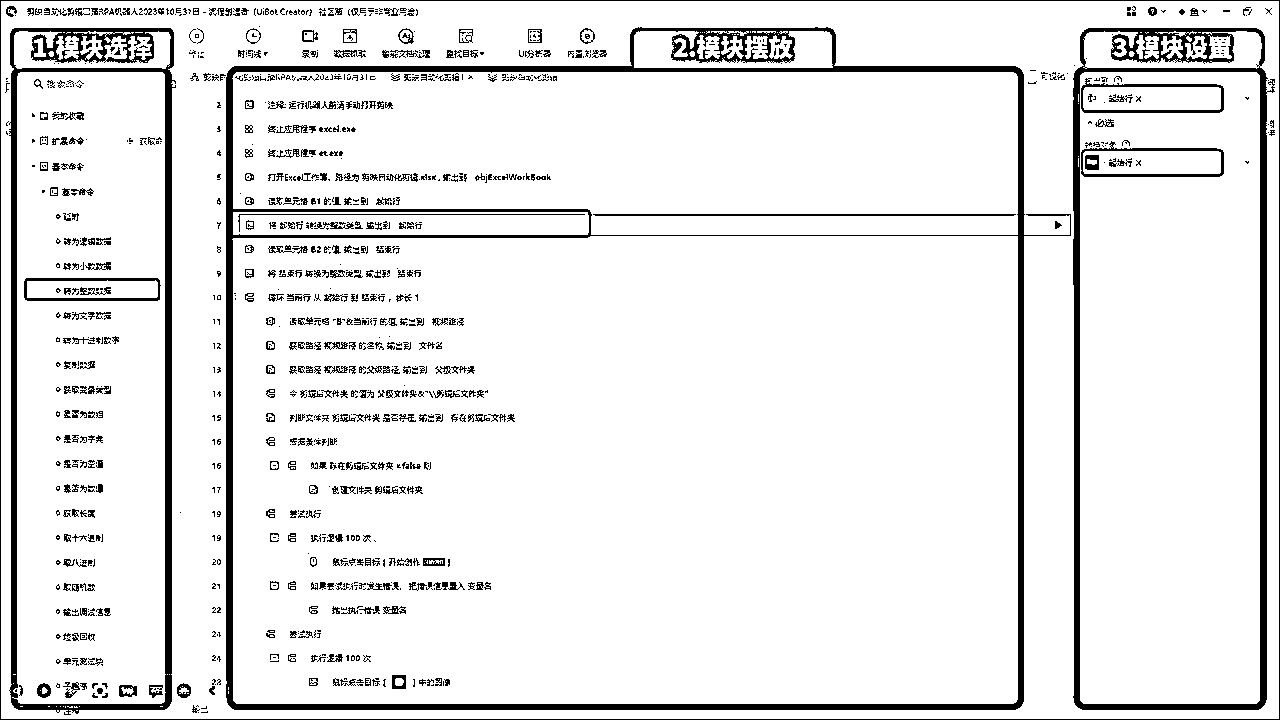 剪映自动化剪辑二猫RPA机器人2023年10月31日 - 流程创造者 (UiBot Creator) 社区版 (仅用于非商业用途)
1.模块选择
2.模块摆放
3.模块设置
停止
时间线
录制
数据抓取
智能文档处理
查找目标
UI分析器
内置浏览器
搜索命令
扩展命令
获取命
基本命令
基本命令
延时
转为逻辑数据
转为小数数据
转为整数数据
转为文字数据
转为十进制数字
复制数据
获取变量类型
是否为数组
是否为字典
是否为空值
是否为数值
获取长度
取十六进制
取八进制
取随机数
输出调试信息
垃圾回收
单元测试块
子程序
注释
可视化
2 注释: 运行机器人前请手动打开剪映
3 终止应用程序 excel.exe
4 终止应用程序 et.exe
5 打开Excel工作簿, 路径为 剪映自动化剪辑.xlsx , 输出到 objExcelWorkBook
6 读取单元格 B1 的值, 输出到 起始行
7 将 起始行 转换为整数类型, 输出到 起始行
8 读取单元格 B2 的值, 输出到 结束行
9 将 结束行 转换为整数类型, 输出到 结束行
10 循环 当前行 从 起始行 到 结束行 , 步长 1
11 读取单元格 "B"&当前行 的值, 输出到 视频路径
12 获取路径 视频路径 的名称, 输出到 文件名
13 获取路径 视频路径 的父级路径, 输出到 父级文件夹
14 令 剪辑后文件夹 的值为 父级文件夹&"\\剪辑后文件夹"
15 判断文件夹 剪辑后文件夹 是否存在, 输出到 存在剪辑后文件夹
16 根据条件判断
16 如果 存在剪辑后文件夹 =false 则
17 创建文件夹 剪辑后文件夹
19 尝试执行
19 执行逻辑 100 次 ,
20 鼠标点击目标 [ 开始创作 ]
21 如果尝试执行时发生错误, 把错误信息置入 变量名
22 抛出执行错误 变量名
24 尝试执行
24 执行逻辑 100 次
23 鼠标点击目标 [ ] 中的图像
输出
输出到
起始行 ×
必选
转换对象
起始行 ×